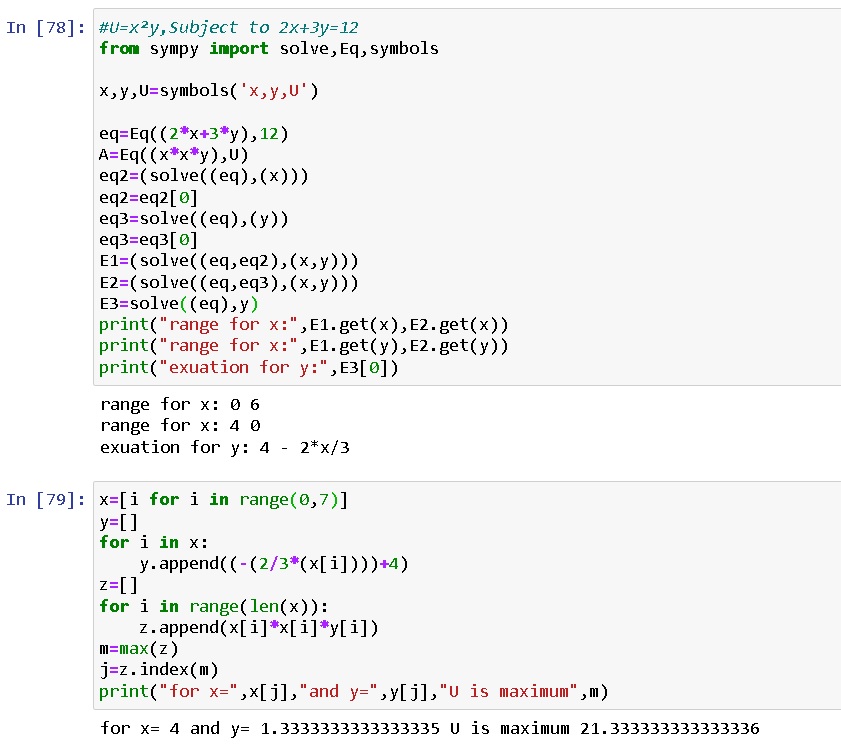 In [78]: #U=x²y,Subject to 2x+3y=12
from sympy import solve,Eq,symbols
x,y,U=symbols('x,y,U')
eq=Eq((2*x+3*y),12)
A=Eq((x*x*y),U)
eq2=(solve((eq),(x)))
eq2=eq2[0]
eq3=solve((eq),(y))
eq3=eq3[0]
E1=(solve((eq,eq2),(x,y)))
E2=(solve((eq,eq3),(x,y)))
E3=solve((eq),y)
print("range for x:",E1.get(x),E2.get(x))
print("range for x:",E1.get(y),E2.get(y))
print("exuation for y:",E3[0])
range for x: 0 6
range for x: 4 0
exuation for y: 4 - 2*x/3
In [79]: x=[i for i in range(0,7)]
y=[]
for i in x:
    y.append((-(2/3*(x[i])))+4)
z=[]
for i in range(len(x)):
    z.append(x[i]*x[i]*y[i])
m=max(z)
j=z.index(m)
print("for x=",x[j],"and y=",y[j],"U is maximum",m)
for x= 4 and y= 1.3333333333333335 U is maximum 21.333333333333336